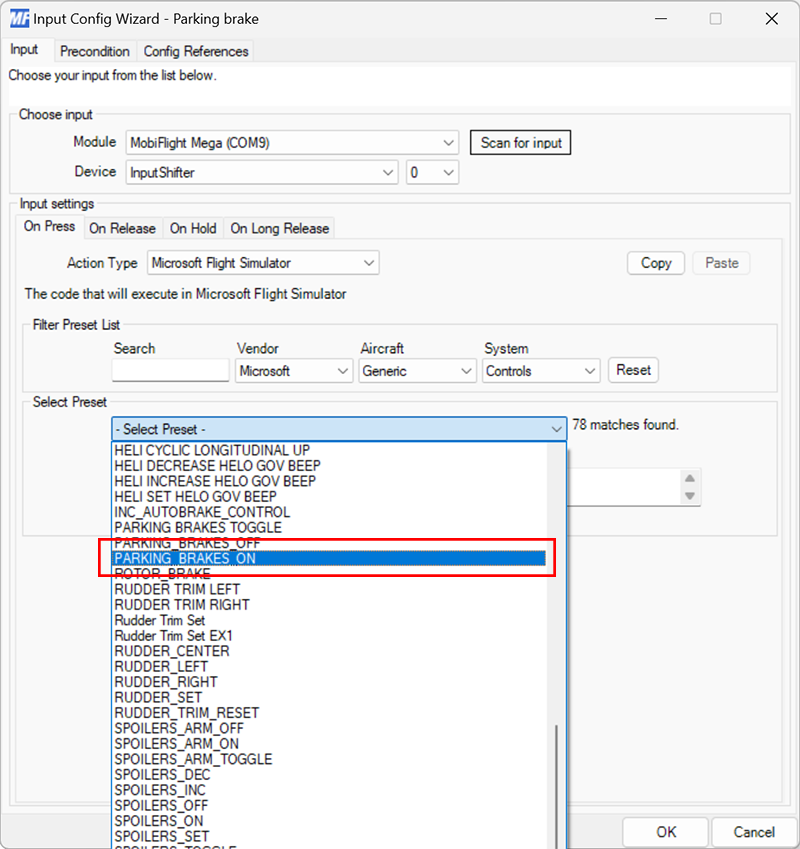 MF Input Config Wizard - Parking brake
Input Precondition Config References
Choose your input from the list below.
Choose input
Module MobiFlight Mega (COM9) Scan for input
Device InputShifter 0
Input settings
On Press On Release On Hold On Long Release
Action Type Microsoft Flight Simulator Copy Paste
The code that will execute in Microsoft Flight Simulator
Filter Preset List
Search Vendor Aircraft System
Microsoft Generic Controls Reset
Select Preset
- Select Preset - 78 matches found.
HELI CYCLIC LONGITUDINAL UP
HELI DECREASE HELO GOV BEEP
HELI INCREASE HELO GOV BEEP
HELI SET HELO GOV BEEP
INC_AUTOBRAKE_CONTROL
PARKING BRAKES TOGGLE
PARKING_BRAKES_OFF
PARKING_BRAKES_ON
ROTOR_BRAKE
RUDDER TRIM LEFT
RUDDER TRIM RIGHT
Rudder Trim Set
Rudder Trim Set EX1
RUDDER_CENTER
RUDDER_LEFT
RUDDER_RIGHT
RUDDER_SET
RUDDER_TRIM_RESET
SPOILERS_ARM_OFF
SPOILERS_ARM_ON
SPOILERS_ARM_TOGGLE
SPOILERS_DEC
SPOILERS_INC
SPOILERS_OFF
SPOILERS_ON
SPOILERS_SET
SPOILERS_TOGGLE
OK Cancel